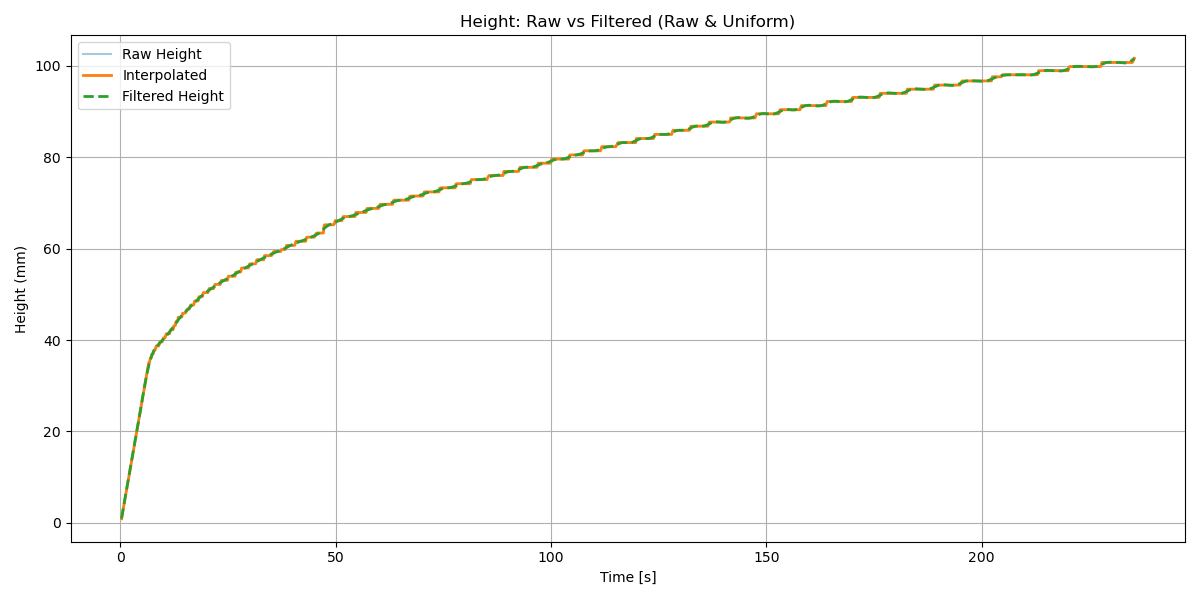 Height: Raw vs Filtered (Raw & Uniform)
Raw Height
Interpolated
Filtered Height
Height (mm)
100
80
60
40
20
0
0 50 100 150 200
Time [s]